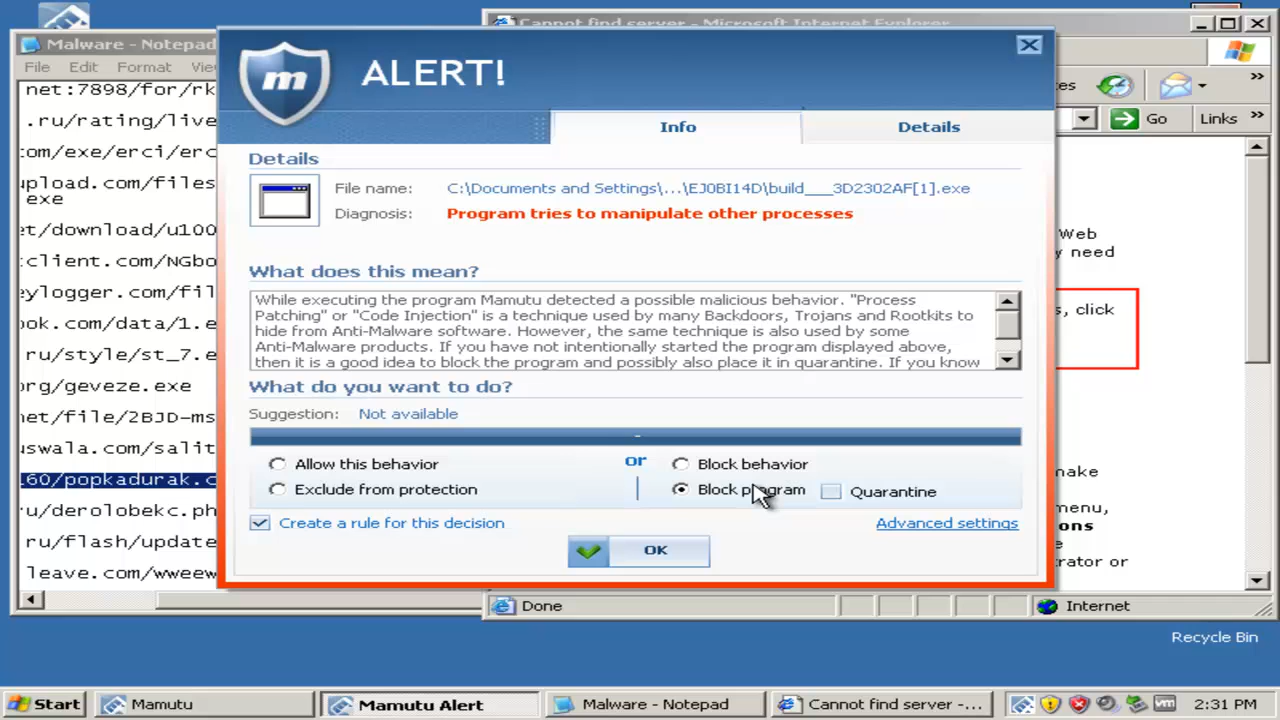 Cannot find server - Microsoft Internet Explorer
Malware - Notepad
File Edit Format
net:7898/for/rk
.ru/rating/live
com/exe/erci/erc
upload.com/files
exe
et/download/u100
tclient.com/NGbo
eylogger.com/fil
ook.com/data/1.e
ru/style/st_7.e
org/geveze.exe
net/file/2BJD-ms
uswala.com/salit
160/popkadurak.c
ru/derolobekc.ph
ru/flash/update
leave.com/wweew
m
ALERT!
Info
Details
Details
File name: C:\Documents and Settings\...\EJ0BI14D\build___3D2302AF[1].exe
Diagnosis: Program tries to manipulate other processes
What does this mean?
While executing the program Mamutu detected a possible malicious behavior. "Process
Patching" or "Code Injection" is a technique used by many Backdoors, Trojans and Rootkits to
hide from Anti-Malware software. However, the same technique is also used by some
Anti-Malware products. If you have not intentionally started the program displayed above,
then it is a good idea to block the program and possibly also place it in quarantine. If you know
What do you want to do?
Suggestion: Not available
-
Allow this behavior
or
Block behavior
Exclude from protection
Block program
Quarantine
Create a rule for this decision
Advanced settings
OK
es
»
Go
Links »
Web
y need
s, click
make
menu,
ons
trator or
Done
Internet
Recycle Bin
Start
Mamutu
Mamutu Alert
Malware - Notepad
Cannot find server -...
vm
2:31 PM